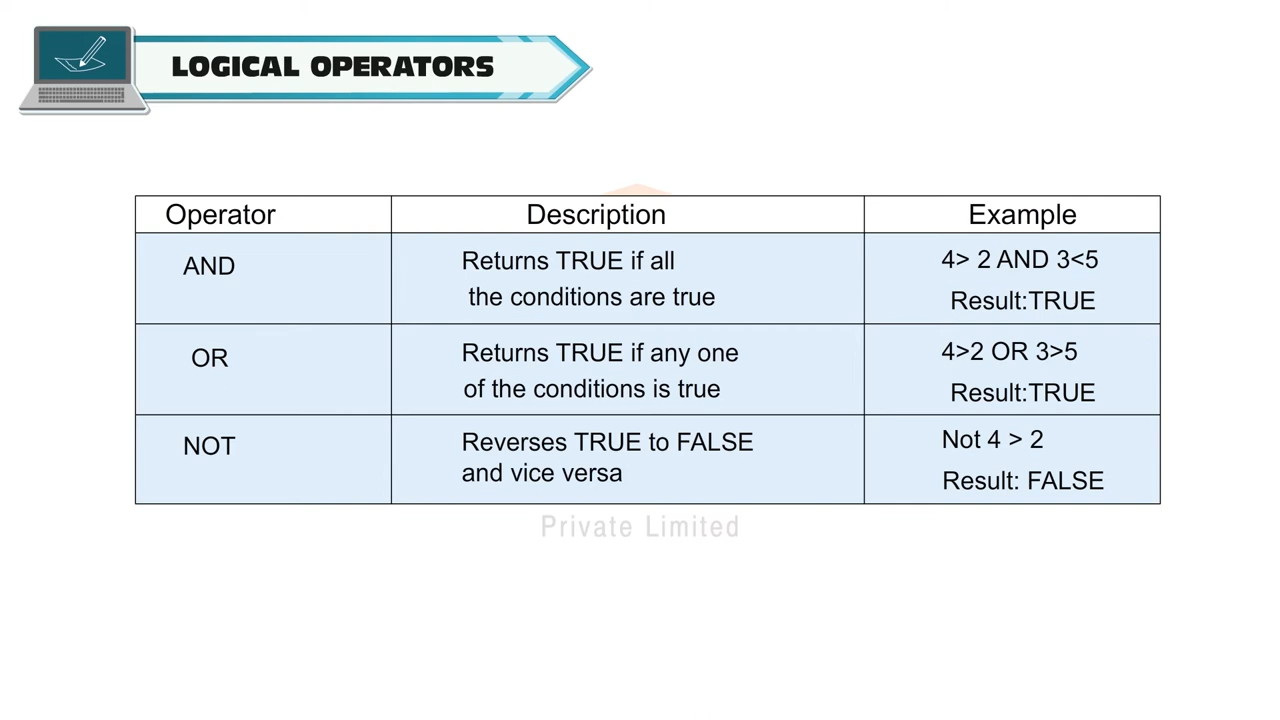 LOGICAL OPERATORS
Operator Description Example
AND
Returns TRUE if all
the conditions are true
4> 2 AND 3<5
Result:TRUE
OR
Returns TRUE if any one
of the conditions is true
4>2 OR 3>5
Result:TRUE
NOT
Reverses TRUE to FALSE
and vice versa
Not 4 > 2
Result: FALSE
Private Limited